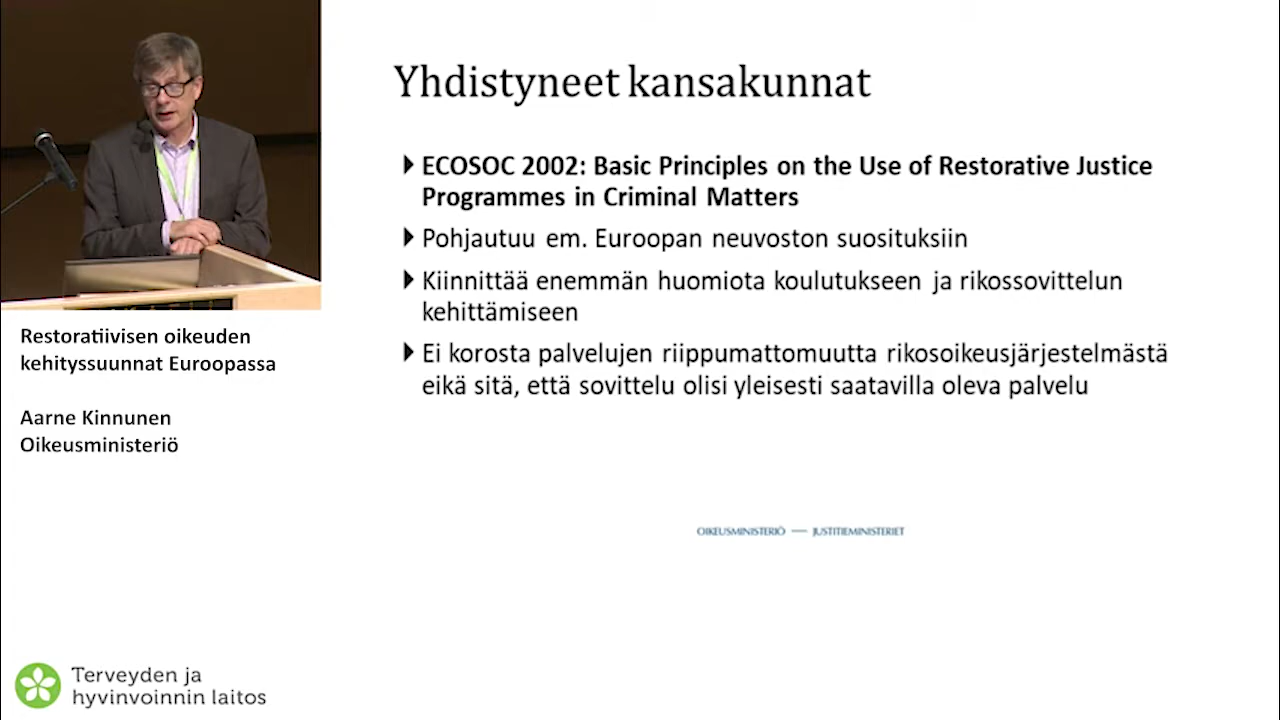 Yhdistyneet kansakunnat
ECOSOC 2002: Basic Principles on the Use of Restorative Justice
Programmes in Criminal Matters
Pohjautuu em. Euroopan neuvoston suosituksiin
Kiinnittää enemmän huomiota koulutukseen ja rikossovittelun
kehittämiseen
Ei korosta palvelujen riippumattomuutta rikosoikeusjärjestelmästä
eikä sitä, että sovittelu olisi yleisesti saatavilla oleva palvelu
OIKEUSMINISTERIÖ — JUSTITIEMINISTERIET
Restoratiivisen oikeuden
kehityssuunnat Euroopassa
Aarne Kinnunen
Oikeusministeriö
Terveyden ja
hyvinvoinnin laitos